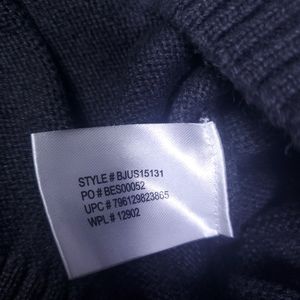 STYLE # BJUS15131
PO # BES00052
UPC # 796129823865
WPL # 12902